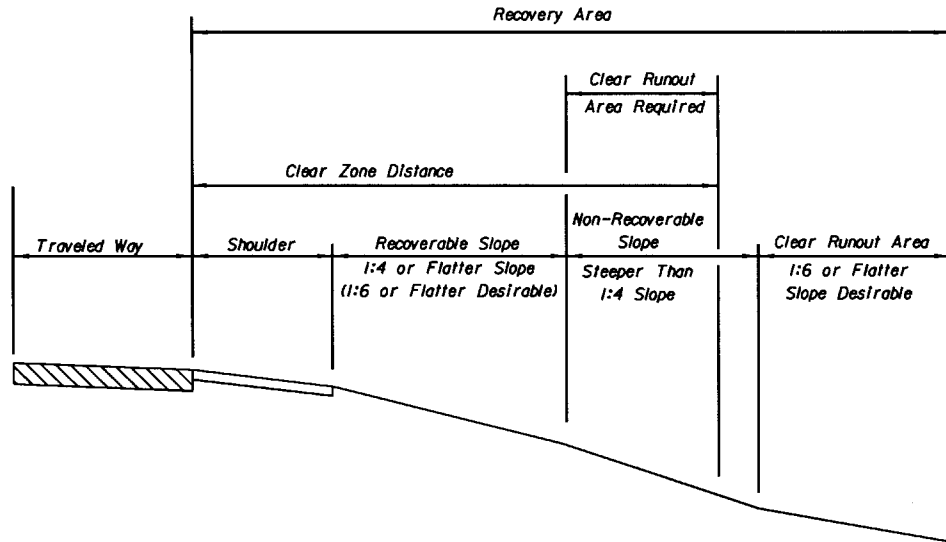 Recovery Area
Clear Runout
Area Required
Clear Zone Distance
Traveled Way
Shoulder
Recoverable Slope
1:4 or Flatter Slope
(1:6 or Flatter Desirable)
Non-Recoverable
Slope
Steeper Than
1:4 Slope
Clear Runout Area
1:6 or Flatter
Slope Desirable